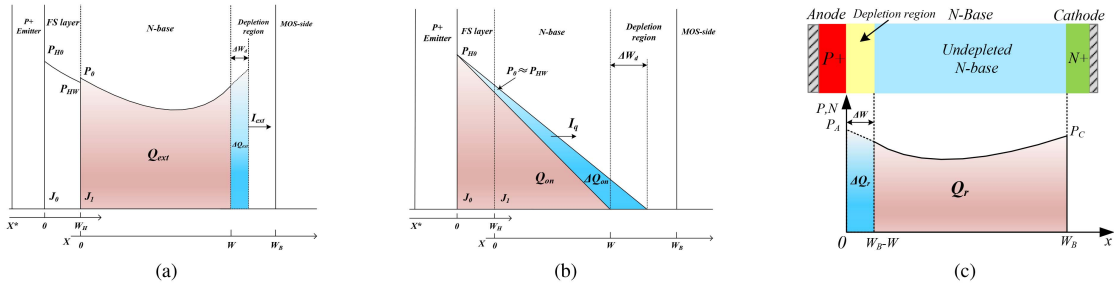 P+
Emitter
FS layer
N-base
Depletion
region
MOS-side
P_H0
P_0
P_HW
ΔW_d
I_ext
Q_ext
J_0
J_1
X*
0
W_H
X
0
W
W_B
(a)
P+
Emitter
FS layer
N-base
Depletion
region
MOS-side
P_H0
ΔW_d
P_0 ≈ P_HW
I_q
Q_on
ΔQ_on
J_0
J_1
X*
0
W_H
X
0
W
W_B
(b)
Anode
Depletion region
N-Base
Cathode
P+
Undepleted
N-base
N+
P,N
ΔW
P_A
P_C
ΔQ_r
Q_r
0
W_B-W
W_B
x
(c)